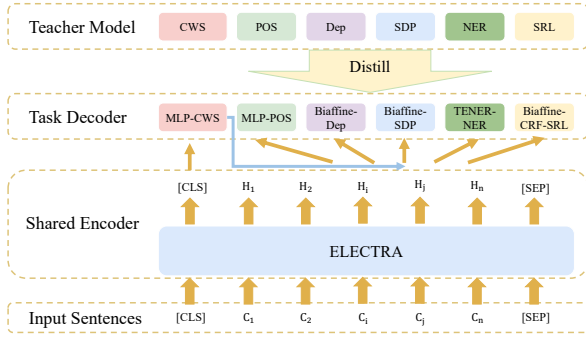 Teacher Model CWS POS Dep SDP NER SRL
Distill
Task Decoder MLP-CWS MLP-POS Biaffine-Dep Biaffine-SDP TENER-NER Biaffine-CRF-SRL
[CLS] H₁ H₂ Hᵢ Hⱼ Hₙ [SEP]
Shared Encoder
ELECTRA
Input Sentences [CLS] C₁ C₂ Cᵢ Cⱼ Cₙ [SEP]